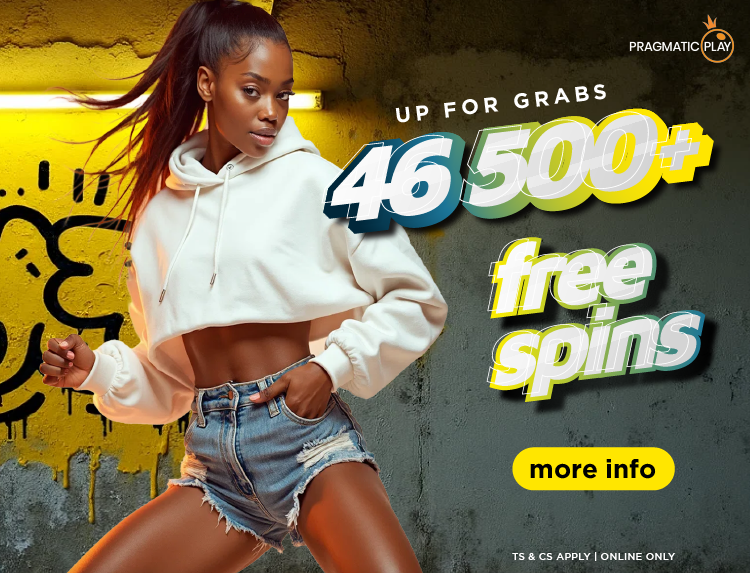 PRAGMATIC PLAY
UP FOR GRABS
46 500+
free
spins
more info
TS & CS APPLY | ONLINE ONLY